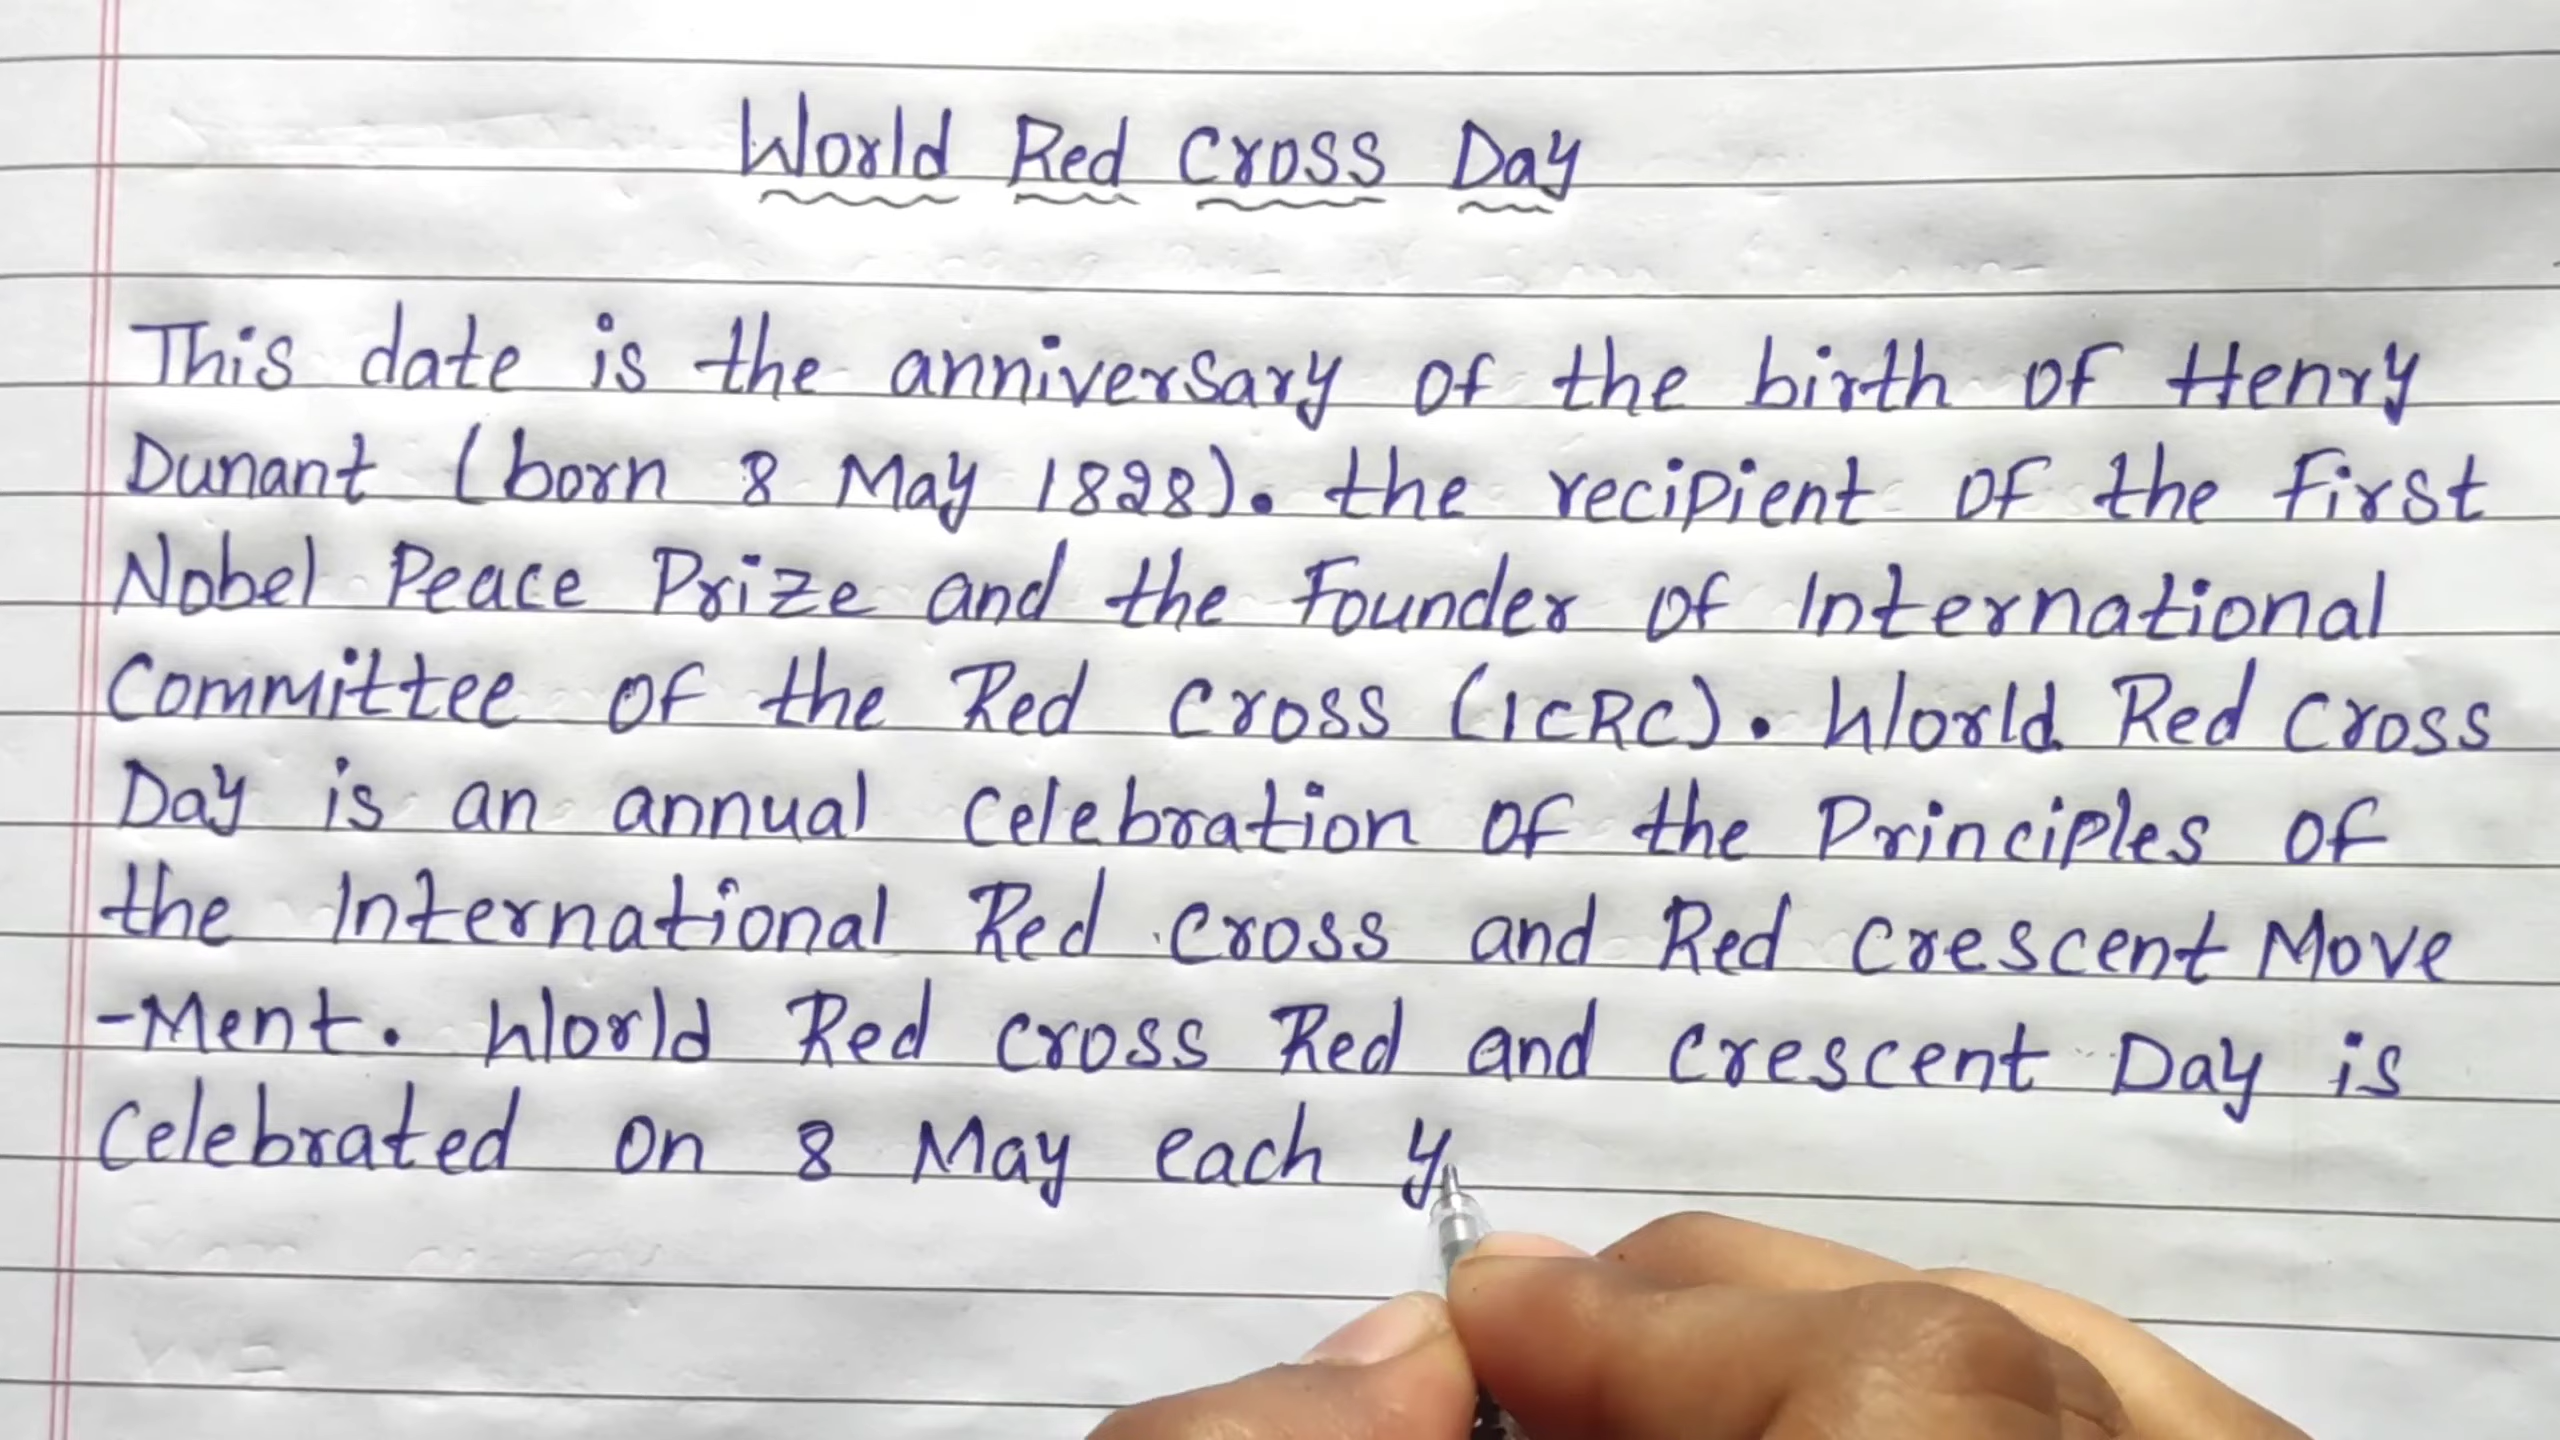 World Red Cross Day
This date is the anniversary of the birth of Henry
Dunant (born 8 May 1828). the recipient of the first
Nobel Peace Prize and the Founder of International
Committee of the Red Cross (ICRC). World Red Cross
Day is an annual celebration of the Principles of
the International Red Cross and Red Crescent Move
-Ment. World Red Cross Red and Crescent Day is
Celebrated on 8 May each y